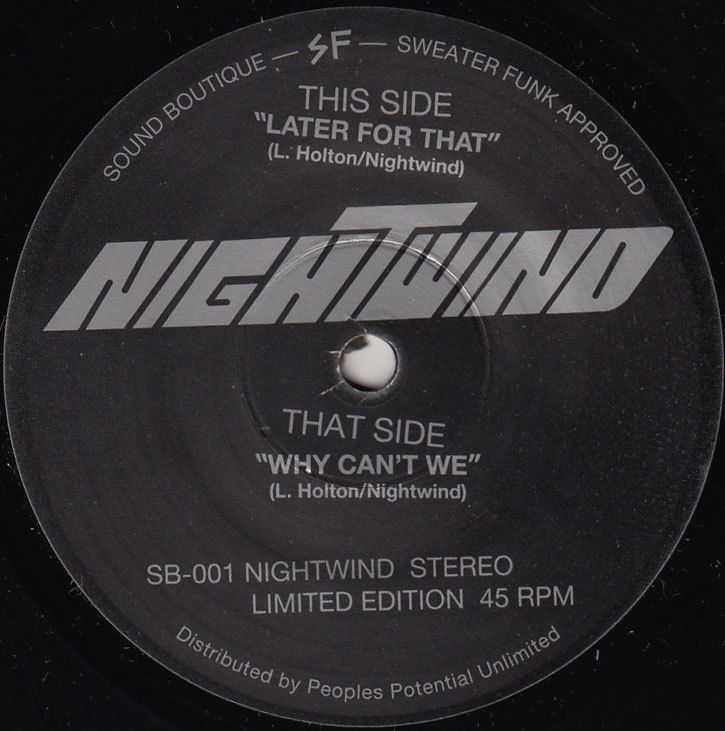 SOUND BOUTIQUE — SF — SWEATER FUNK APPROVED
THIS SIDE
"LATER FOR THAT"
(L. Holton/Nightwind)
NIGHTWIND
THAT SIDE
"WHY CAN'T WE"
(L. Holton/Nightwind)
SB-001 NIGHTWIND STEREO
LIMITED EDITION 45 RPM
Distributed by Peoples Potential Unlimited